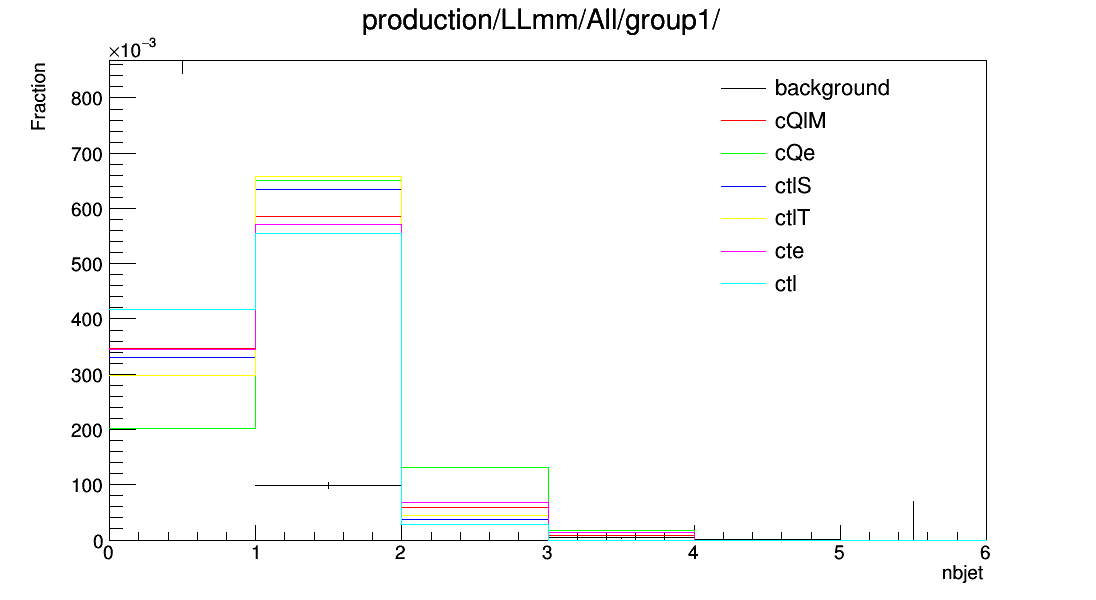 production/LLmm/All/group1/
×10⁻³
Fraction
800
700
600
500
400
300
200
100
0
background
cQlM
cQe
ctlS
ctlT
cte
ctl
0 1 2 3 4 5 6
nbjet